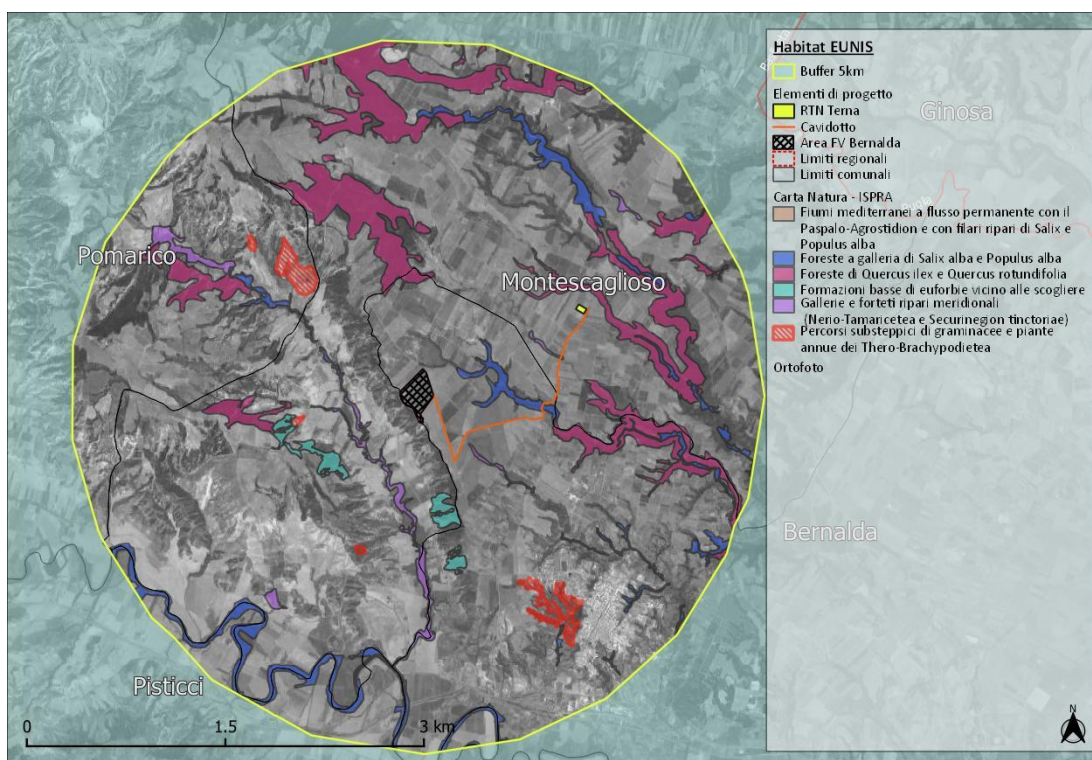 Habitat EUNIS
Buffer 5km
Elementi di progetto
RTN Terna
Cavidotto
Area FV Bernalda
Limiti regionali
Limiti comunali
Carta Natura - ISPRA
Fiumi mediterranei a flusso permanente con il
Paspalo-Agrostidion e con filari ripari di Salix e
Populus alba
Foreste a galleria di Salix alba e Populus alba
Foreste di Quercus ilex e Quercus rotundifolia
Formazioni basse di euforbie vicino alle scogliere
Gallerie e forteti ripari meridionali
(Nerio-Tamaricetea e Securinegion tinctoriae)
Percorsi substeppici di graminacee e piante
annue dei Thero-Brachypodietea
Ortofoto
Ginosa
Pomarico
Montescaglioso
Bernalda
Pisticci
0
1.5
3 km
N